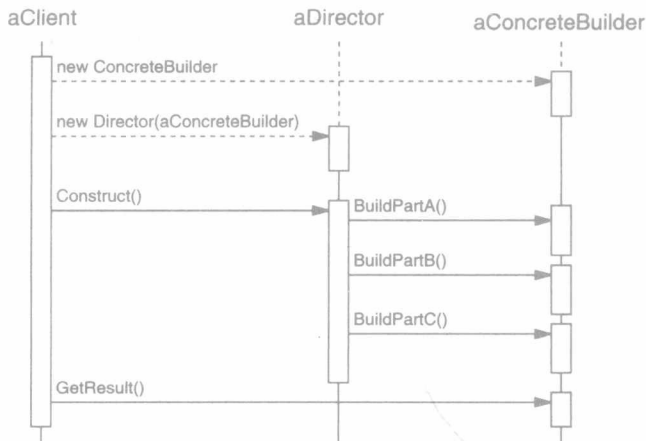 aClient
aDirector
aConcreteBuilder
new ConcreteBuilder
new Director(aConcreteBuilder)
Construct()
BuildPartA()
BuildPartB()
BuildPartC()
GetResult()